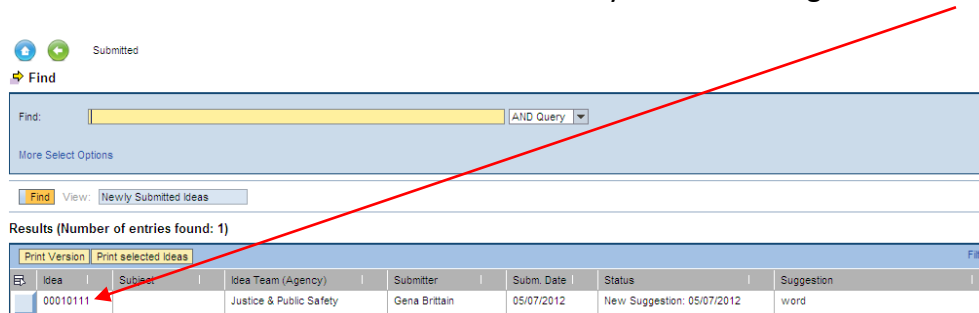 Submitted
Find
Find: AND Query
More Select Options
Find View: Newly Submitted Ideas
Results (Number of entries found: 1)
Print Version Print selected Ideas
Idea Subject Idea Team (Agency) Submitter Subm. Date Status Suggestion
00010111 Justice & Public Safety Gena Brittain 05/07/2012 New Suggestion: 05/07/2012 word